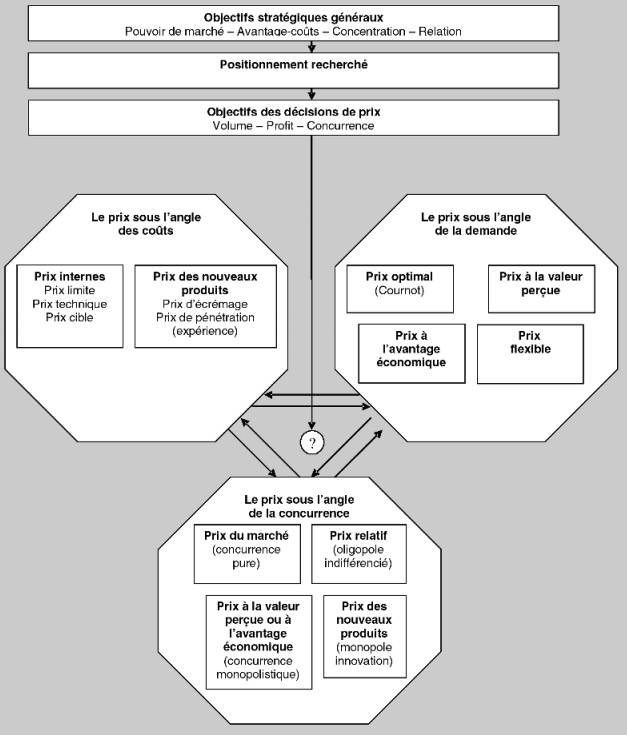 Objectifs stratégiques généraux
Pouvoir de marché – Avantage-coûts – Concentration – Relation
Positionnement recherché
Objectifs des décisions de prix
Volume – Profit – Concurrence
Le prix sous l'angle
des coûts
Prix internes
Prix limite
Prix technique
Prix cible
Prix des nouveaux
produits
Prix d'écrémage
Prix de pénétration
(expérience)
Le prix sous l'angle
de la demande
Prix optimal
(Cournot)
Prix à la valeur
perçue
Prix à
l'avantage
économique
Prix
flexible
?
Le prix sous l'angle
de la concurrence
Prix du marché
(concurrence
pure)
Prix relatif
(oligopole
indifférencié)
Prix à la valeur
perçue ou à
l'avantage
économique
(concurrence
monopolistique)
Prix des
nouveaux
produits
(monopole
innovation)